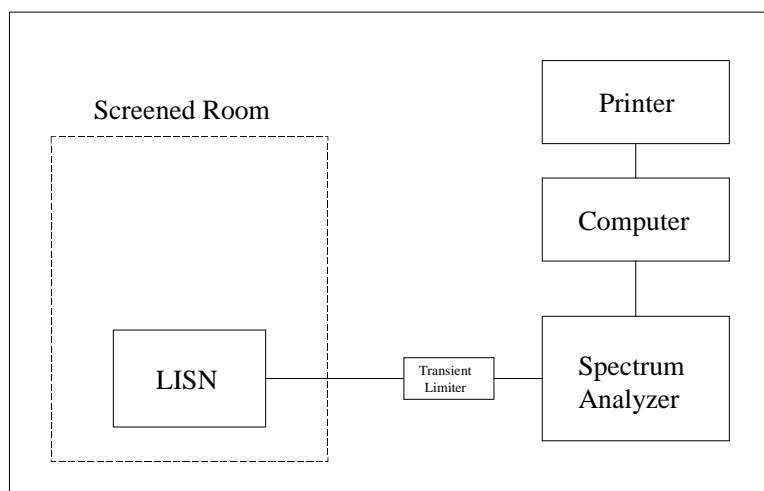 Screened Room
Printer
Computer
LISN
Transient
Limiter
Spectrum
Analyzer